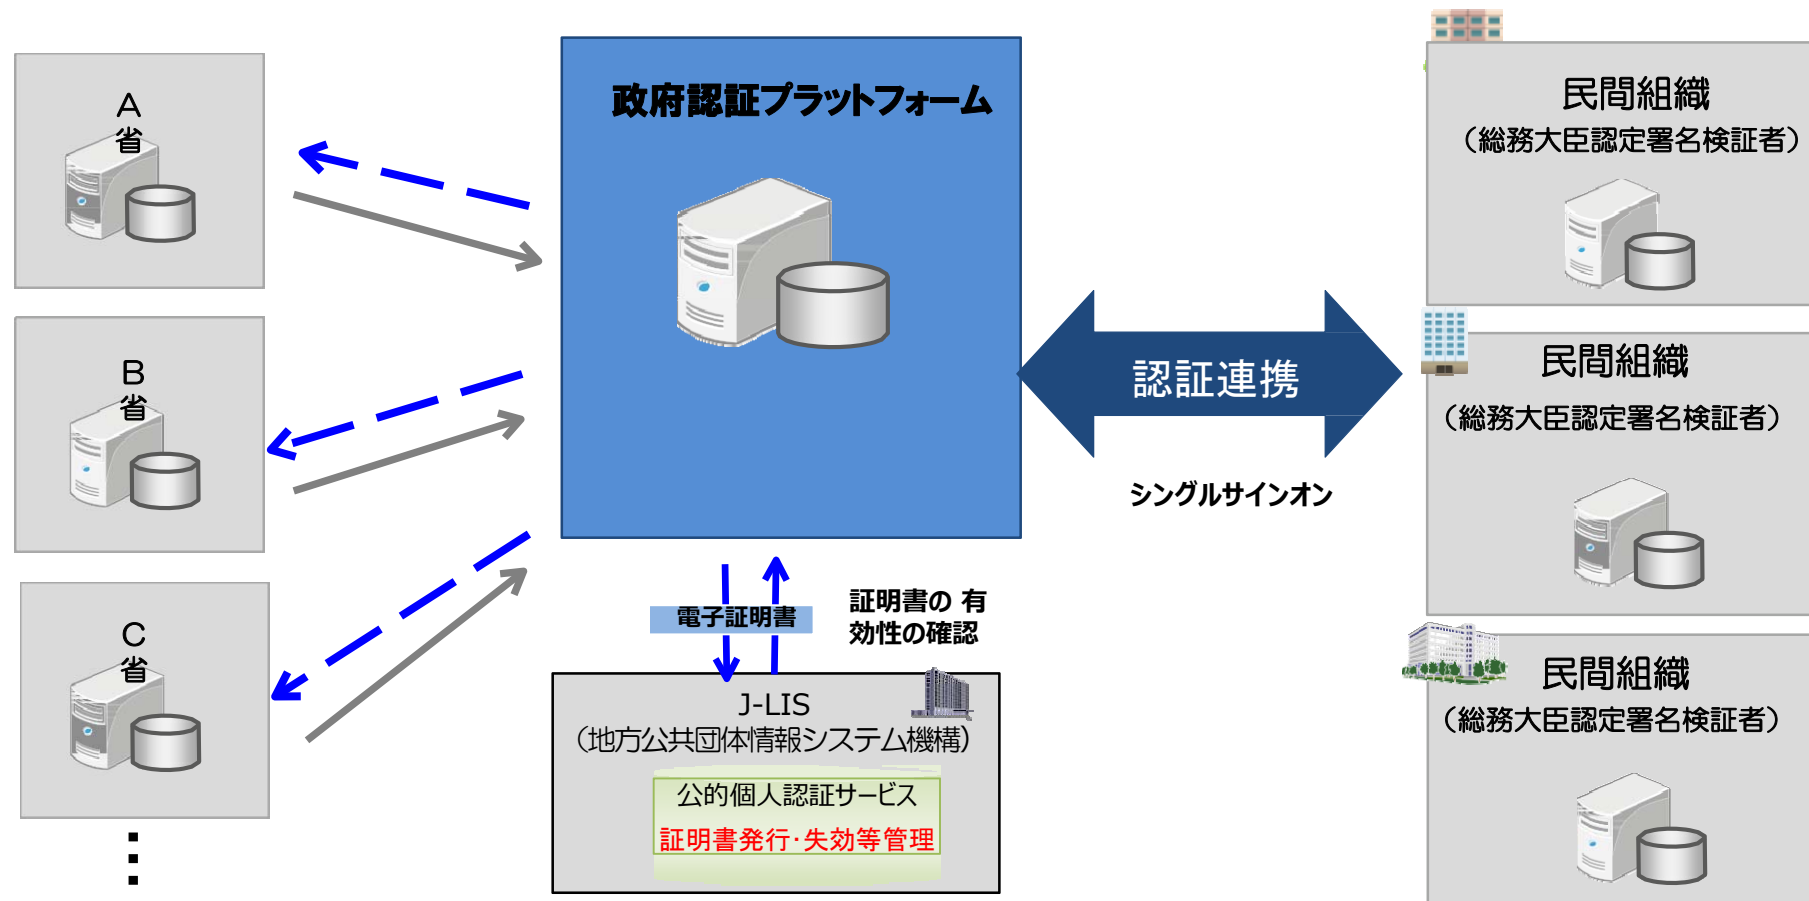 A
省
B
省
C
省
政府認証プラットフォーム
電子証明書
証明書の 有
効性の確認
J-LIS
（地方公共団体情報システム機構）
公的個人認証サービス
証明書発行・失効等管理
認証連携
シングルサインオン
民間組織
（総務大臣認定署名検証者）
民間組織
（総務大臣認定署名検証者）
民間組織
（総務大臣認定署名検証者）